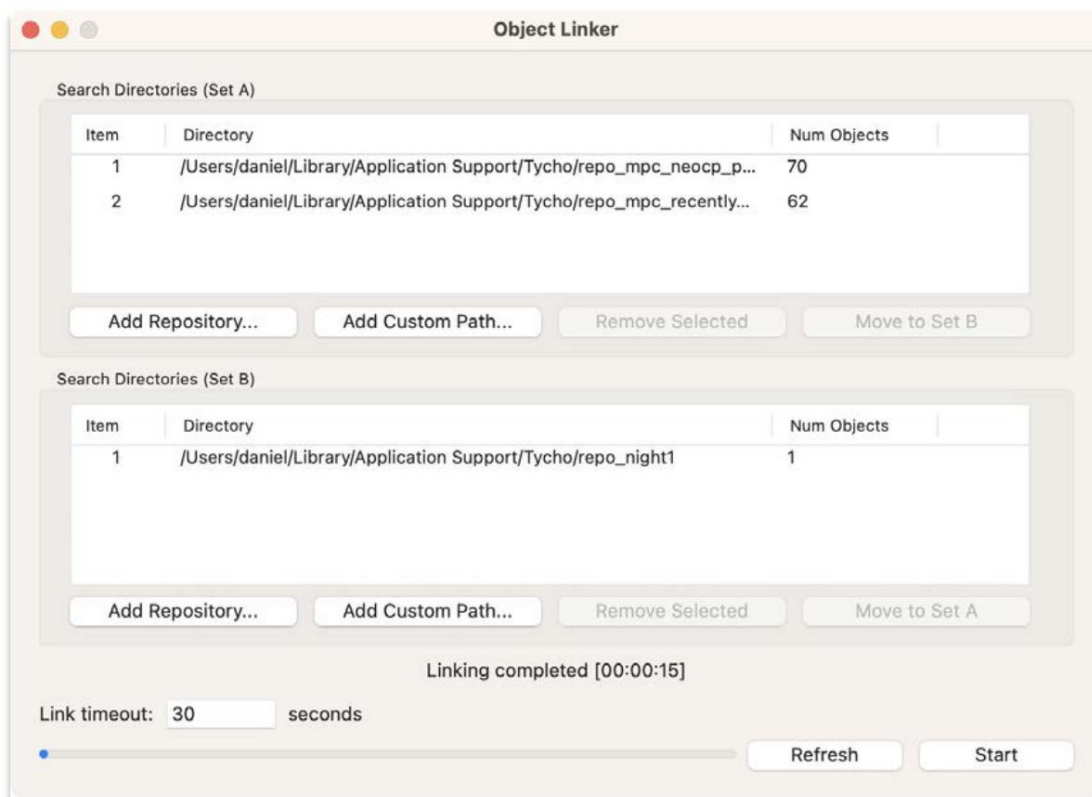 Object Linker
Search Directories (Set A)
Item Directory Num Objects
1 /Users/daniel/Library/Application Support/Tycho/repo_mpc_neocp_p... 70
2 /Users/daniel/Library/Application Support/Tycho/repo_mpc_recently... 62
Add Repository... Add Custom Path... Remove Selected Move to Set B
Search Directories (Set B)
Item Directory Num Objects
1 /Users/daniel/Library/Application Support/Tycho/repo_night1 1
Add Repository... Add Custom Path... Remove Selected Move to Set A
Linking completed [00:00:15]
Link timeout: 30 seconds
Refresh Start